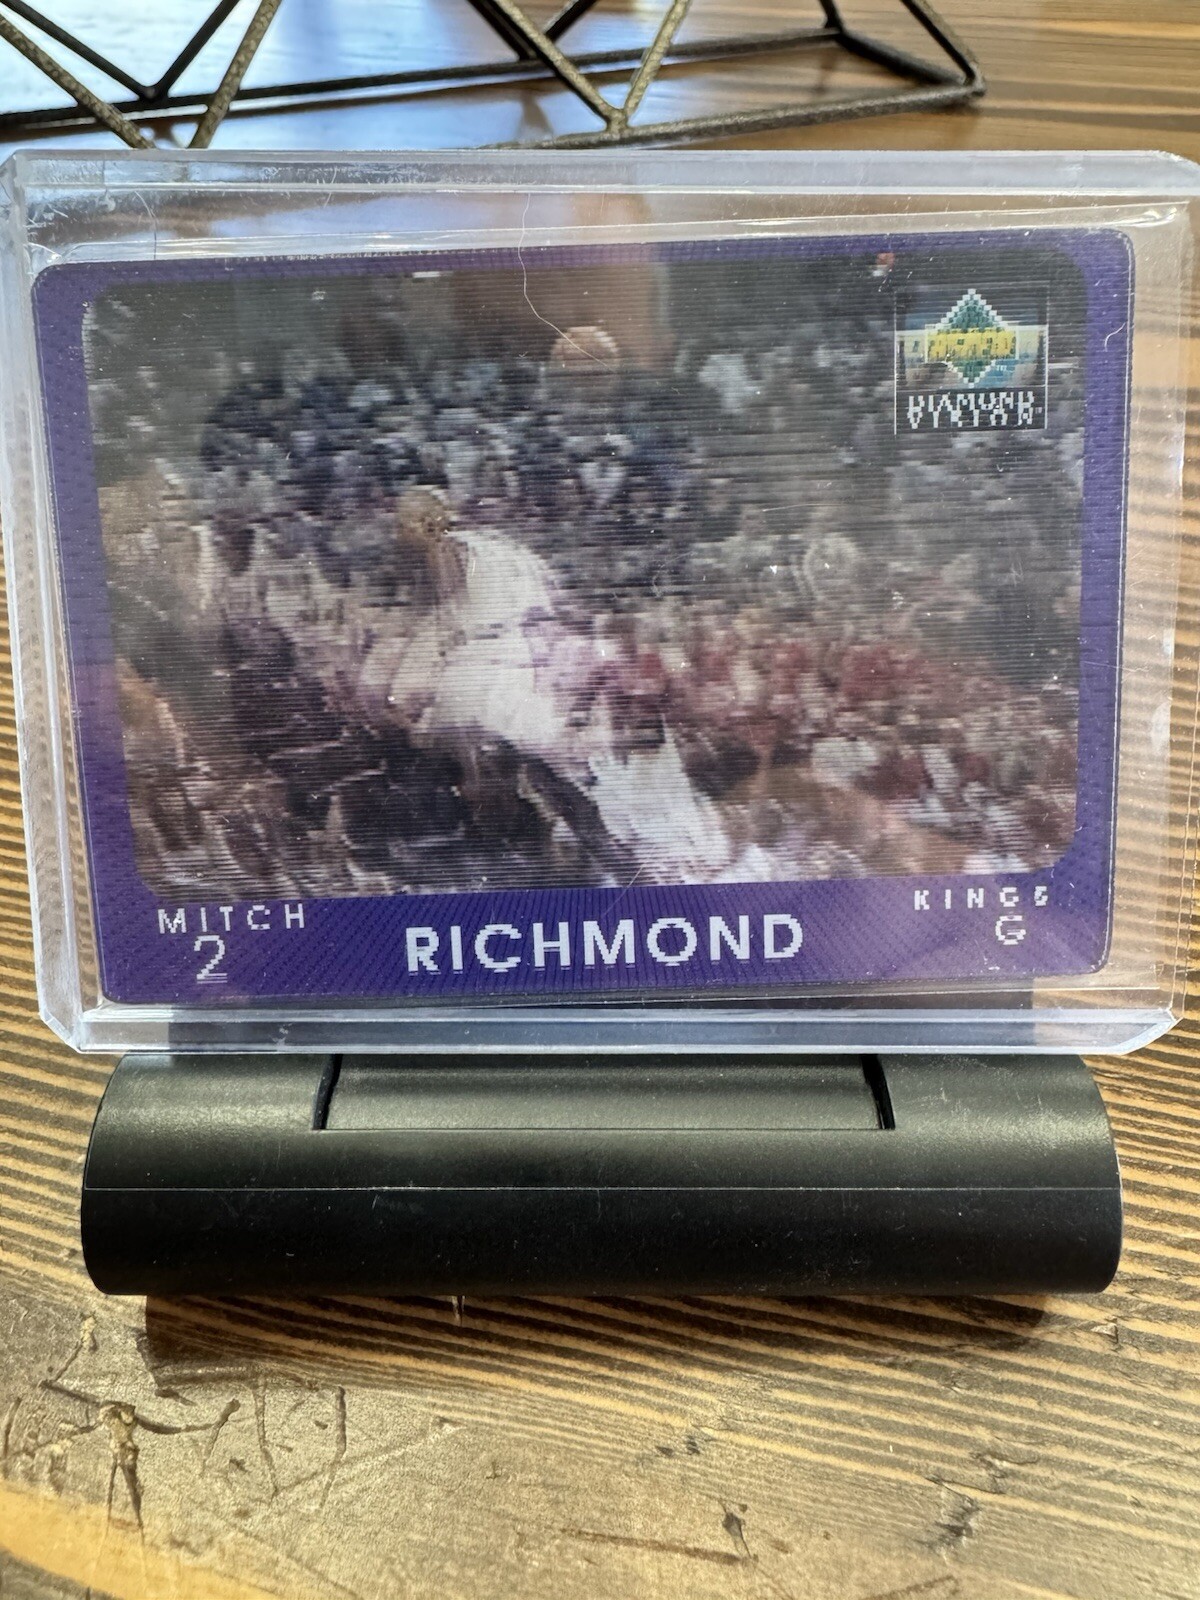 DIAMOND
VISION
MITCH
2
RICHMOND
KINGS
G